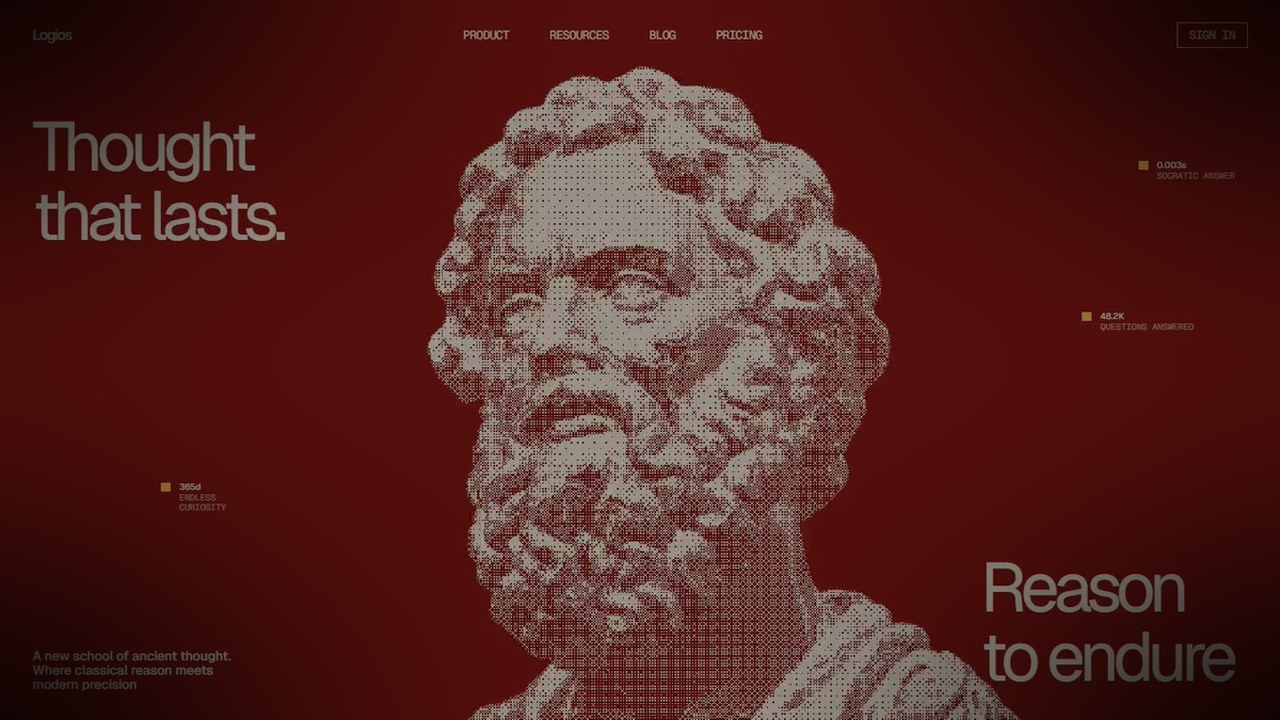 Logios
PRODUCT
RESOURCES
BLOG
PRICING
SIGN IN
Thought
that lasts.
0.003s
SOCRATIC ANSWER
48.2K
QUESTIONS ANSWERED
365d
ENDLESS
CURIOSITY
Reason
to endure
A new school of ancient thought.
Where classical reason meets
modern precision